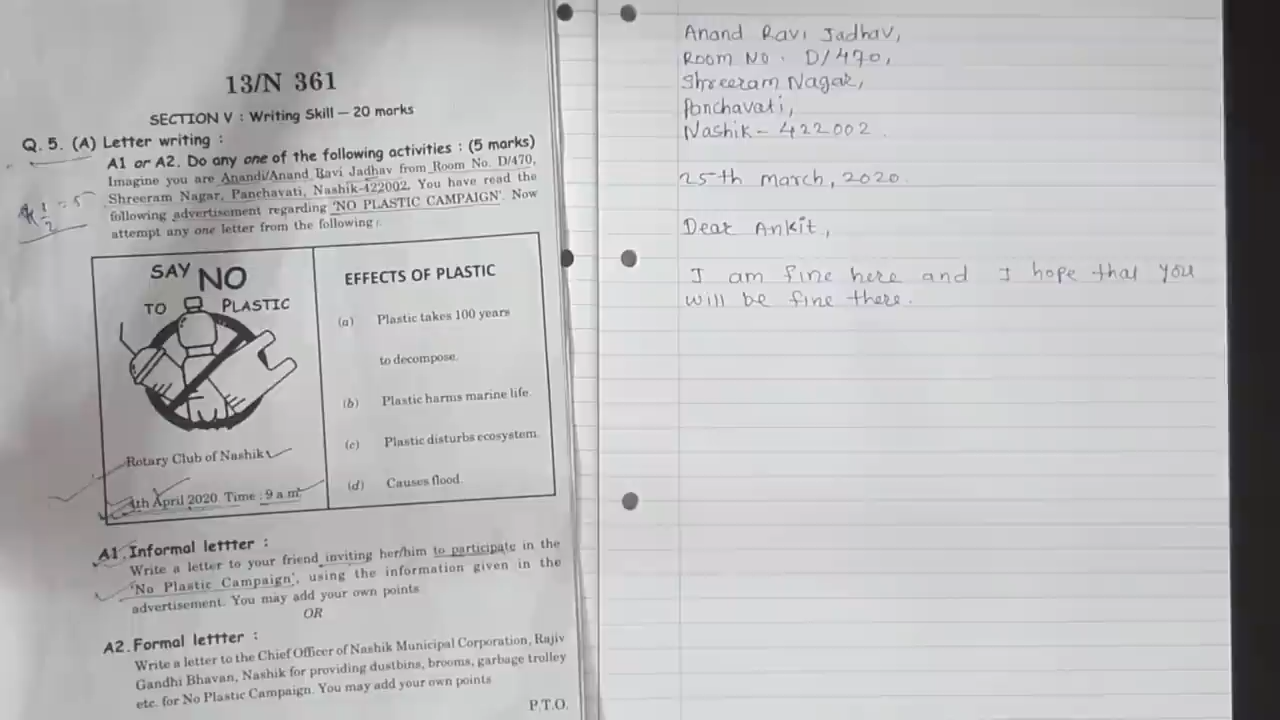 13/N 361
SECTION V : Writing Skill – 20 marks
Q. 5. (A) Letter writing :
A1 or A2. Do any one of the following activities : (5 marks)
Imagine you are Anandi/Anand Ravi Jadhav from Room No. D/470,
Shreeram Nagar, Panchavati, Nashik-422002. You have read the
following advertisement regarding 'NO PLASTIC CAMPAIGN'. Now
attempt any one letter from the following :
SAY NO
TO PLASTIC
Rotary Club of Nashik
4th April 2020 Time : 9 a.m.
EFFECTS OF PLASTIC
(a) Plastic takes 100 years
to decompose.
(b) Plastic harms marine life.
(c) Plastic disturbs ecosystem.
(d) Causes flood.
A1. Informal lettter :
Write a letter to your friend inviting her/him to participate in the
'No Plastic Campaign', using the information given in the
advertisement. You may add your own points
OR
A2. Formal lettter :
Write a letter to the Chief Officer of Nashik Municipal Corporation, Rajiv
Gandhi Bhavan, Nashik for providing dustbins, brooms, garbage trolley
etc. for No Plastic Campaign. You may add your own points
P.T.O.
Anand Ravi Jadhav,
Room No. D/470,
Shreeram Nagar,
Panchavati,
Nashik – 422002.
25th march, 2020.
Dear Ankit,
I am fine here and I hope that you
will be fine there.